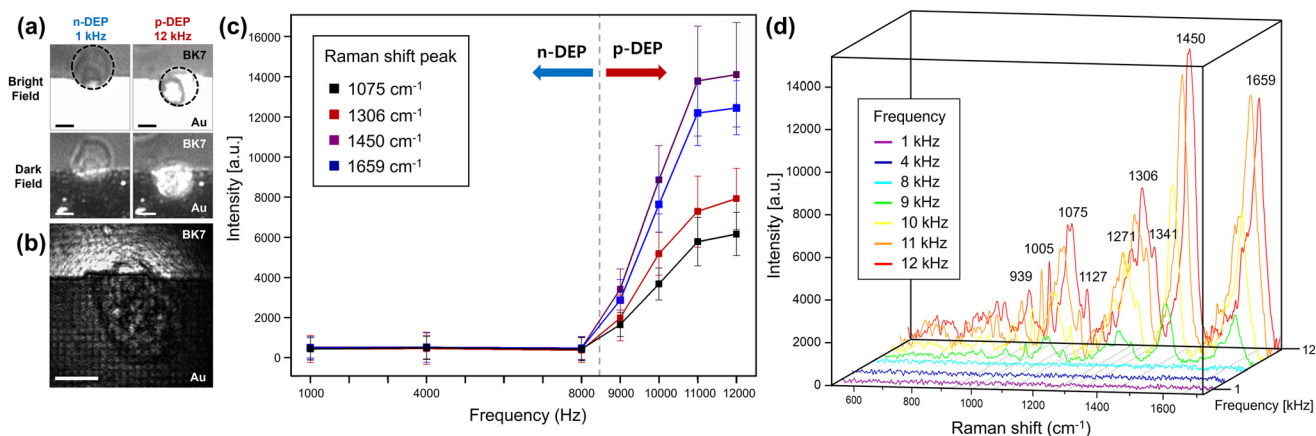 (a)
n-DEP
1 kHz
p-DEP
12 kHz
Bright
Field
BK7
Au
Dark
Field
BK7
Au
(b)
BK7
Au
(c)
Raman shift peak
1075 cm⁻¹
1306 cm⁻¹
1450 cm⁻¹
1659 cm⁻¹
n-DEP
p-DEP
Intensity [a.u.]
16000
14000
12000
10000
8000
6000
4000
2000
0
1000
4000
8000
10000
11000
12000
Frequency (Hz)
(d)
Frequency
1 kHz
4 kHz
8 kHz
9 kHz
10 kHz
11 kHz
12 kHz
Intensity [a.u.]
14000
12000
10000
8000
6000
4000
2000
0
939
1005
1075
1127
1271
1306
1341
1450
1659
600
800
1000
1200
1400
1600
Raman shift (cm⁻¹)
1
12
Frequency [kHz]